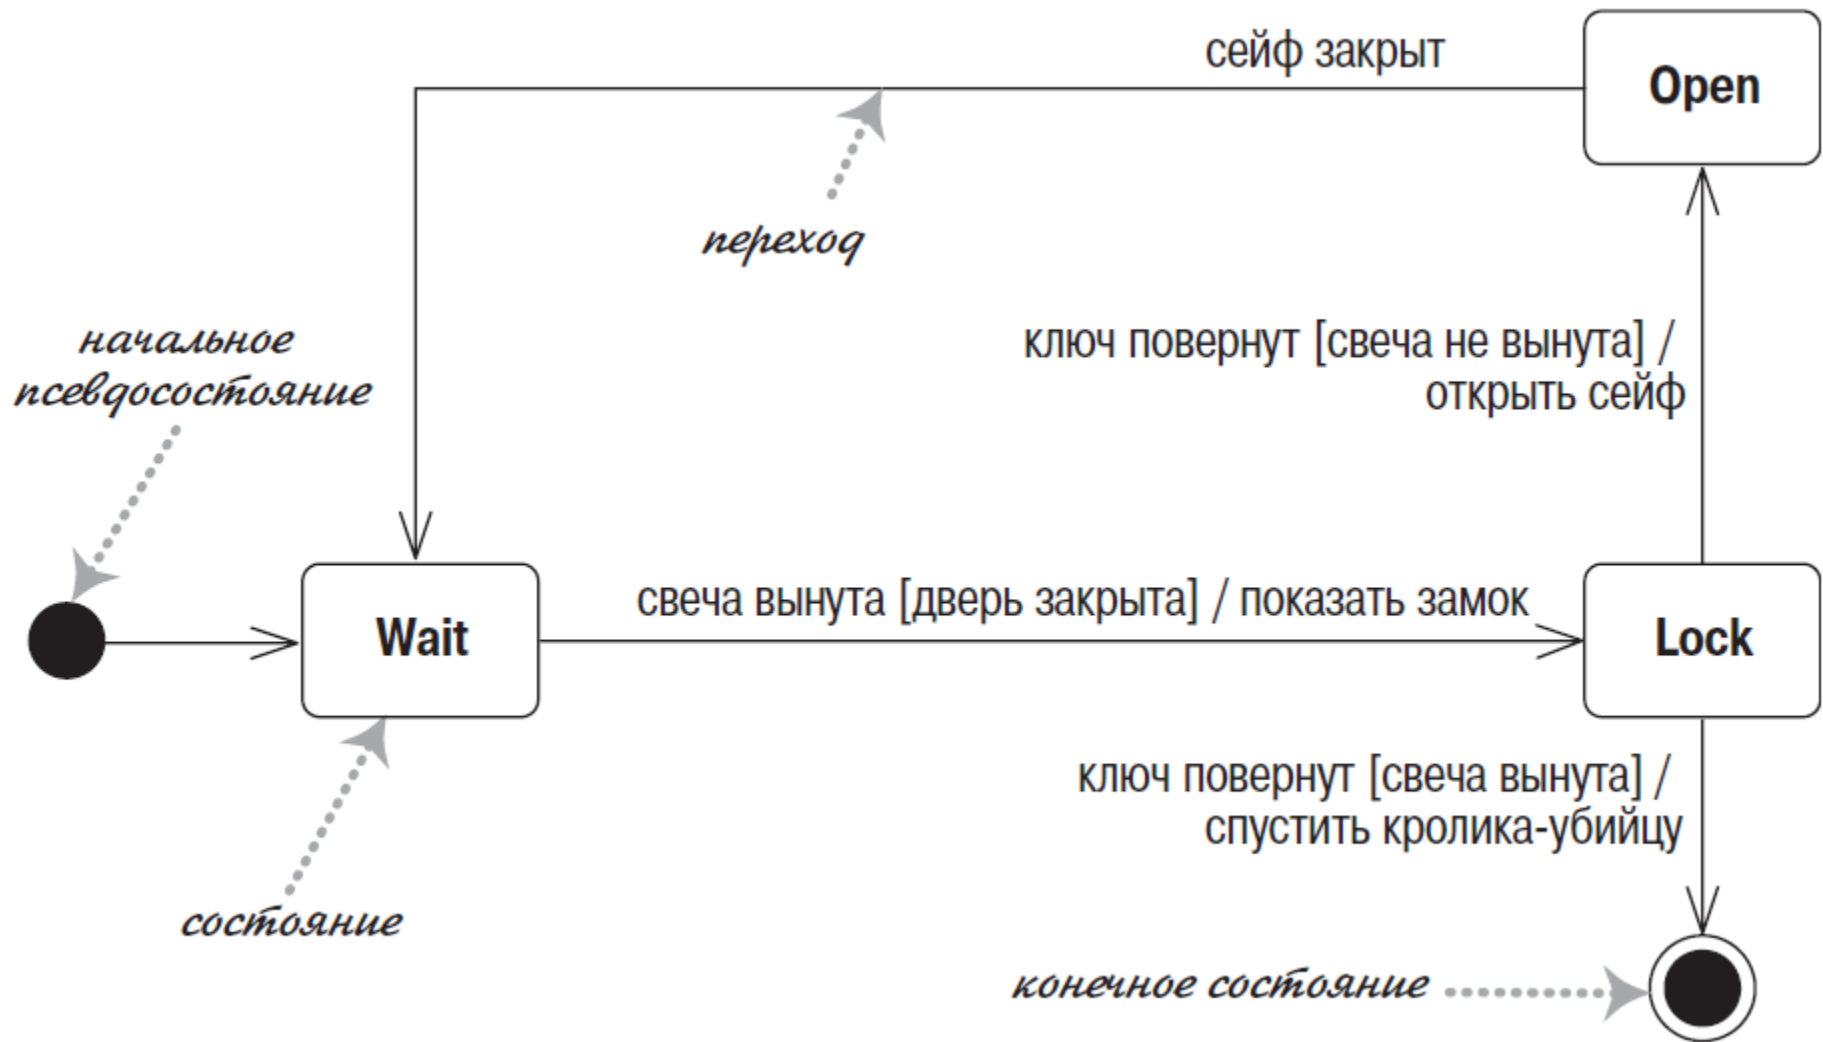 сейф закрыт
Open
переход
начальное
псевдосостояние
ключ повернут [свеча не вынута] /
открыть сейф
Wait
свеча вынута [дверь закрыта] / показать замок
Lock
ключ повернут [свеча вынута] /
спустить кролика-убийцу
состояние
конечное состояние